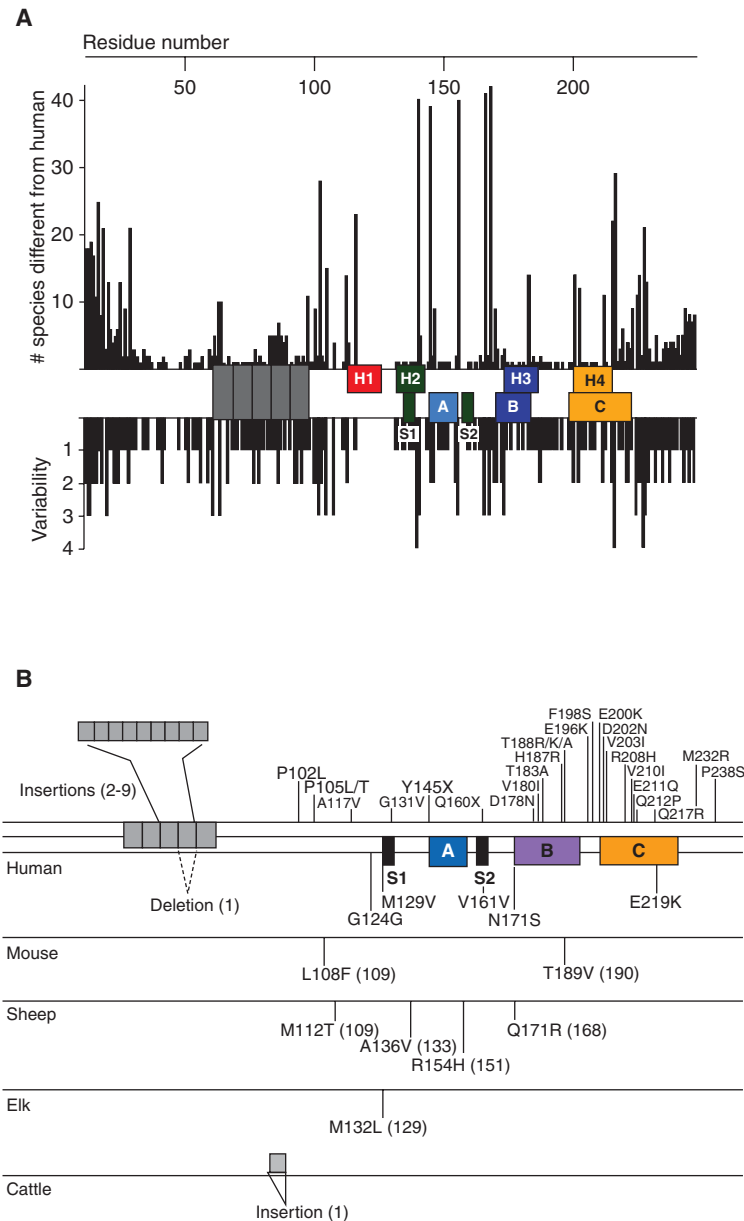 A
Residue number
50 100 150 200
# species different from human
40
30
20
10
H1 H2 H3 H4
A B C
S1 S2
Variability
1
2
3
4
B
F198S E200K
E196K D202N
T188R/K/A V203I
H187R R208H
T183A V210I
V180I E211Q
D178N Q212P
Q217R
M232R
P238S
P102L
P105L/T
A117V
G131V
Y145X
Q160X
Insertions (2-9)
Deletion (1)
Human
A B C
S1 S2
M129V V161V
G124G N171S
E219K
Mouse
L108F (109) T189V (190)
Sheep
M112T (109) Q171R (168)
A136V (133)
R154H (151)
Elk
M132L (129)
Cattle
Insertion (1)